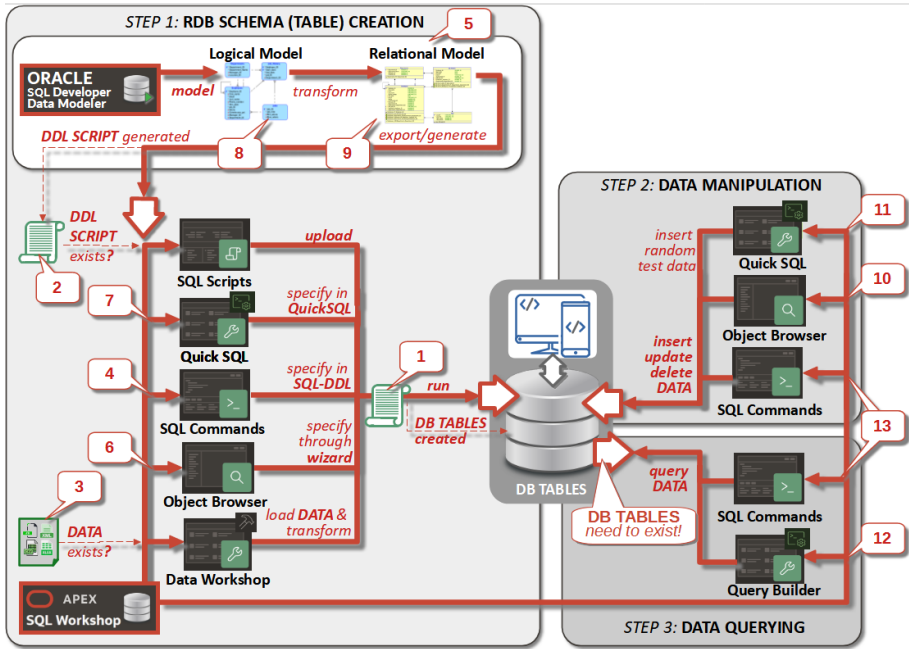 STEP 1: RDB SCHEMA (TABLE) CREATION
5
Logical Model
Relational Model
ORACLE
SQL Developer
Data Modeler
model
transform
DDL SCRIPT generated
8
9
export/generate
DDL
SCRIPT
exists?
2
SQL Scripts
upload
7
Quick SQL
specify in
QuickSQL
4
SQL Commands
specify in
SQL-DDL
1
run
DB TABLES
created
6
Object Browser
specify
through
wizard
3
DATA
exists?
Data Workshop
load DATA &
transform
APEX
SQL Workshop
DB TABLES
DB TABLES
need to exist!
STEP 2: DATA MANIPULATION
insert
random
test data
Quick SQL
11
Object Browser
10
insert
update
delete
DATA
SQL Commands
13
query
DATA
SQL Commands
Query Builder
12
STEP 3: DATA QUERYING